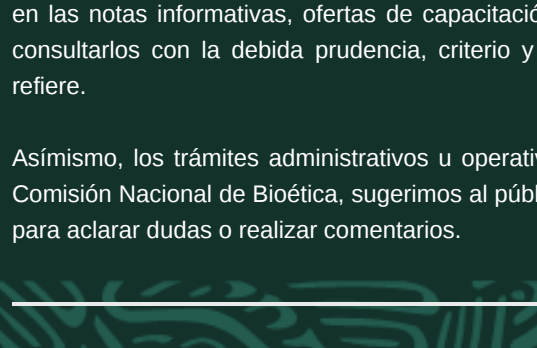 en las notas informativas, ofertas de capacitació
consultarlos con la debida prudencia, criterio y
refiere.
Asímismo, los trámites administrativos u operativ
Comisión Nacional de Bioética, sugerimos al públ
para aclarar dudas o realizar comentarios.